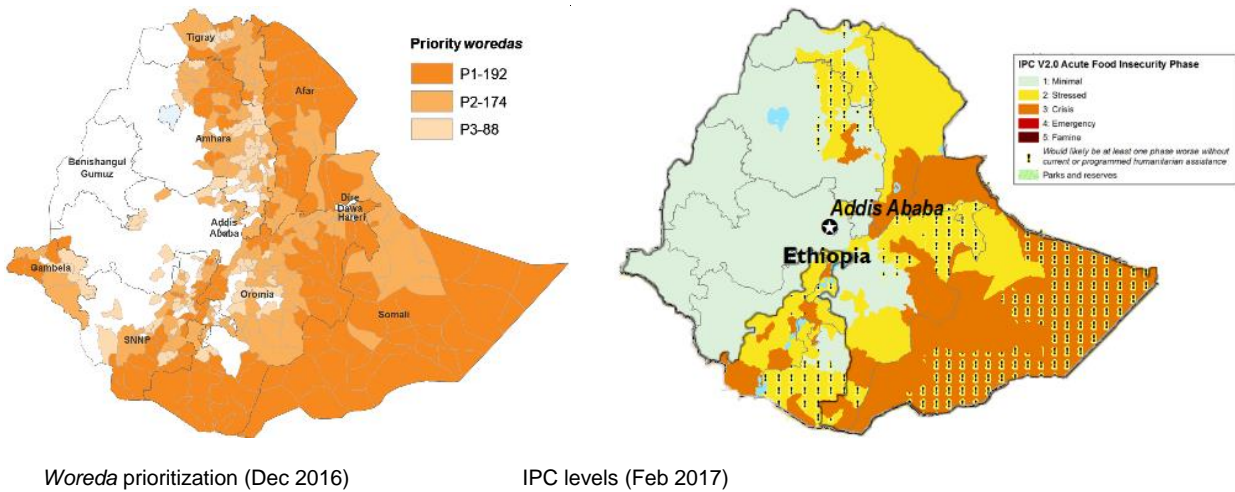 Tigray
Afar
Amhara
Benishangul
Gumuz
Dire
Dawa
Hareri
Addis
Ababa
Gambela
Oromia
Somali
SNNP
Priority woredas
P1-192
P2-174
P3-88
Addis Ababa
Ethiopia
IPC V2.0 Acute Food Insecurity Phase
1: Minimal
2: Stressed
3: Crisis
4: Emergency
5: Famine
Would likely be at least one phase worse without
current or programmed humanitarian assistance
Parks and reserves
Woreda prioritization (Dec 2016)
IPC levels (Feb 2017)